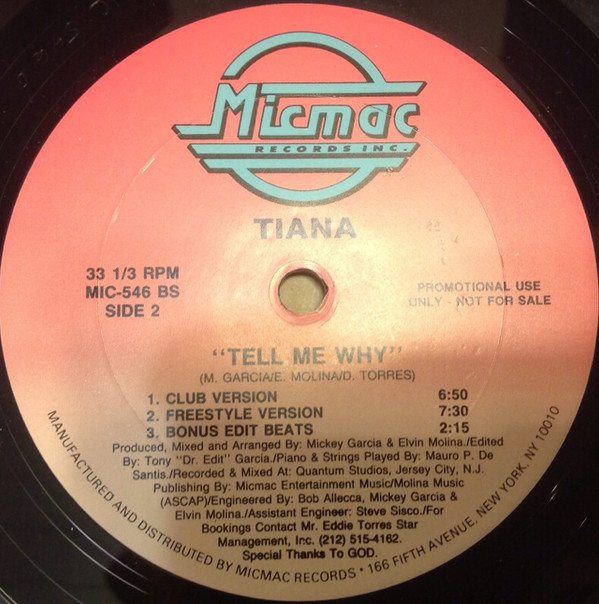 Micmac
RECORDS INC.
TIANA
33 1/3 RPM
MIC-546 BS
SIDE 2
PROMOTIONAL USE
ONLY - NOT FOR SALE
"TELL ME WHY"
(M. GARCIA/E. MOLINA/D. TORRES)
1. CLUB VERSION 6:50
2. FREESTYLE VERSION 7:30
3. BONUS EDIT BEATS 2:15
Produced, Mixed and Arranged By: Mickey Garcia & Elvin Molina./Edited
By: Tony "Dr. Edit" Garcia./Piano & Strings Played By: Mauro P. De
Santis./Recorded & Mixed At: Quantum Studios, Jersey City, N.J.
Publishing By: Micmac Entertainment Music/Molina Music
(ASCAP)/Engineered By: Bob Allecca, Mickey Garcia &
Elvin Molina./Assistant Engineer: Steve Sisco./For
Bookings Contact Mr. Eddie Torres Star
Management, Inc. (212) 515-4162.
Special Thanks To GOD.
MANUFACTURED AND DISTRIBUTED BY MICMAC RECORDS • 166 FIFTH AVENUE, NEW YORK, NY 10010